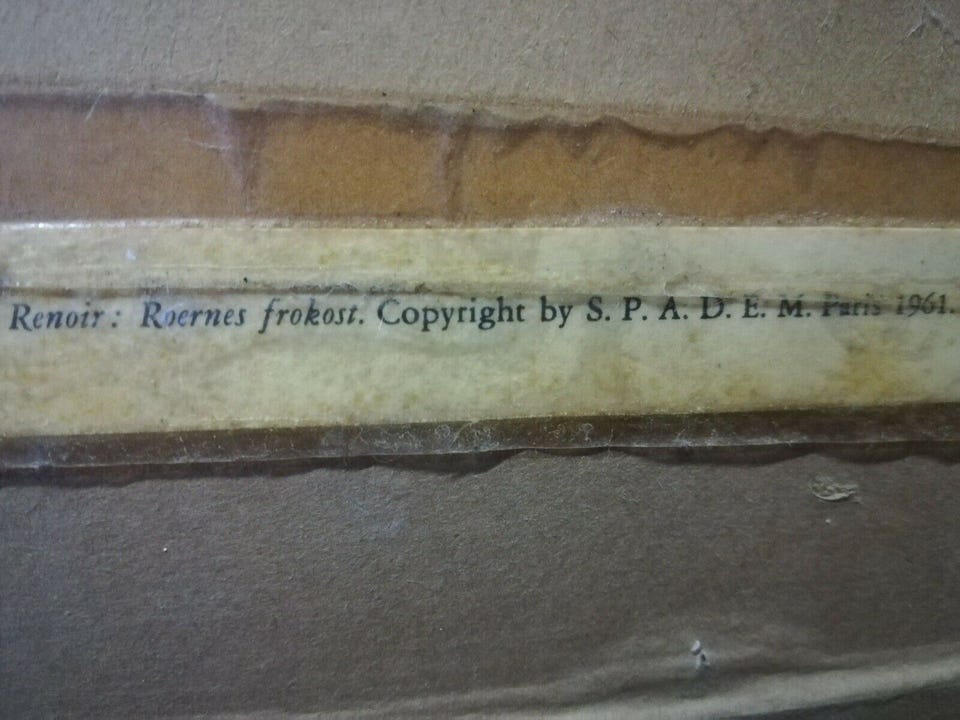 Renoir: Roernes frokost. Copyright by S. P. A. D. E. M. Paris 1961.